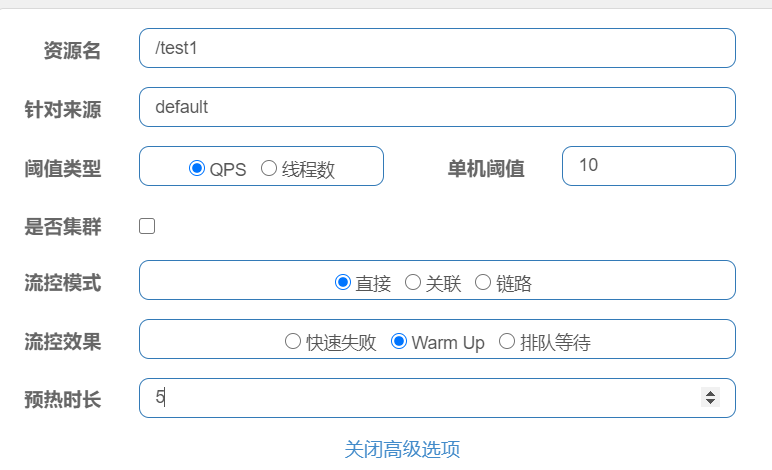 资源名 /test1
针对来源 default
阈值类型 QPS 线程数 单机阈值 10
是否集群
流控模式 直接 关联 链路
流控效果 快速失败 Warm Up 排队等待
预热时长 5
关闭高级选项